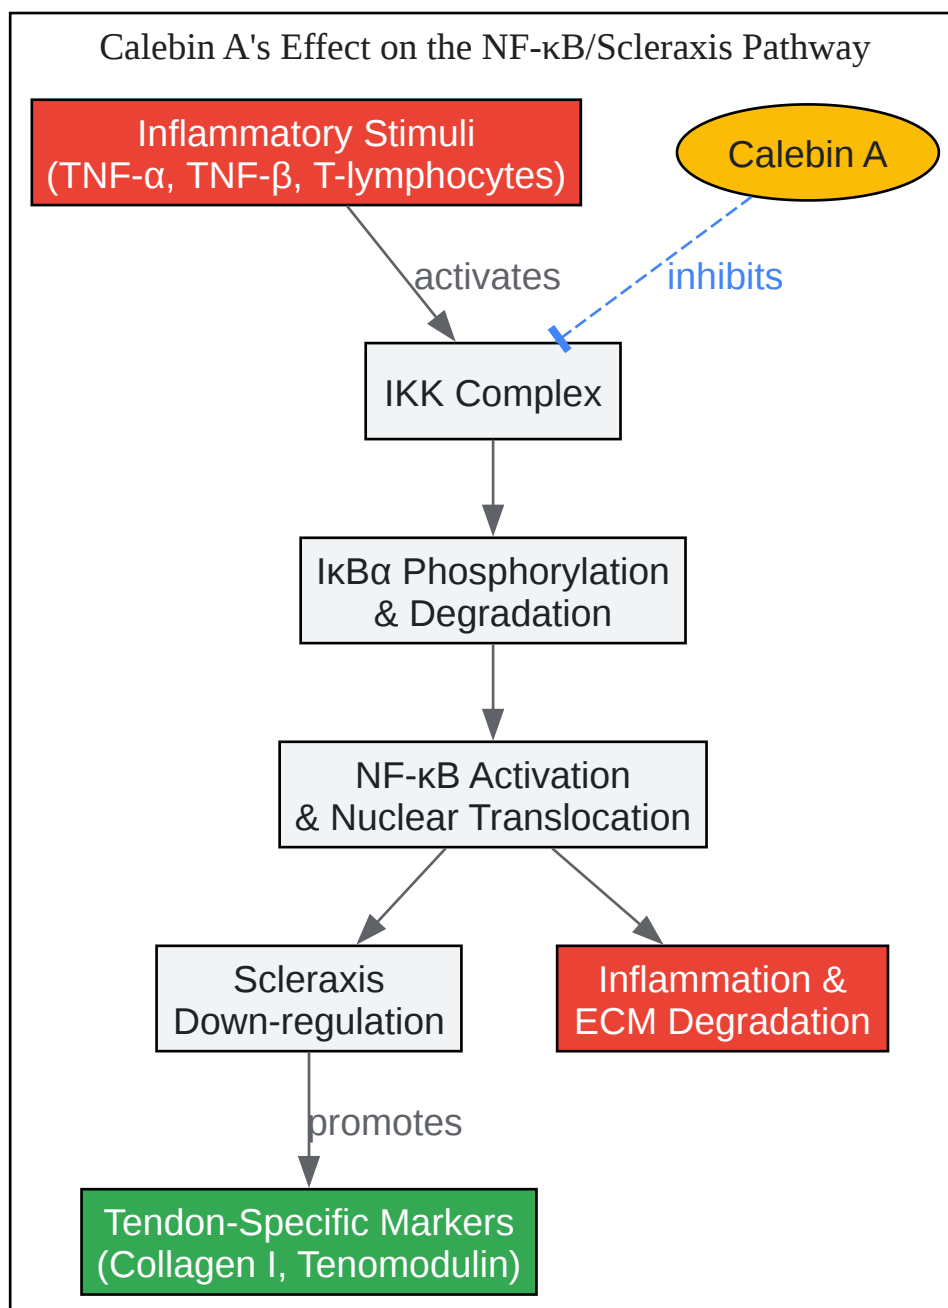 Calebin A's Effect on the NF-κB/Scleraxis Pathway
Inflammatory Stimuli
(TNF-α, TNF-β, T-lymphocytes)
Calebin A
activates
inhibits
IKK Complex
IκBα Phosphorylation
& Degradation
NF-κB Activation
& Nuclear Translocation
Scleraxis
Down-regulation
Inflammation &
ECM Degradation
promotes
Tendon-Specific Markers
(Collagen I, Tenomodulin)